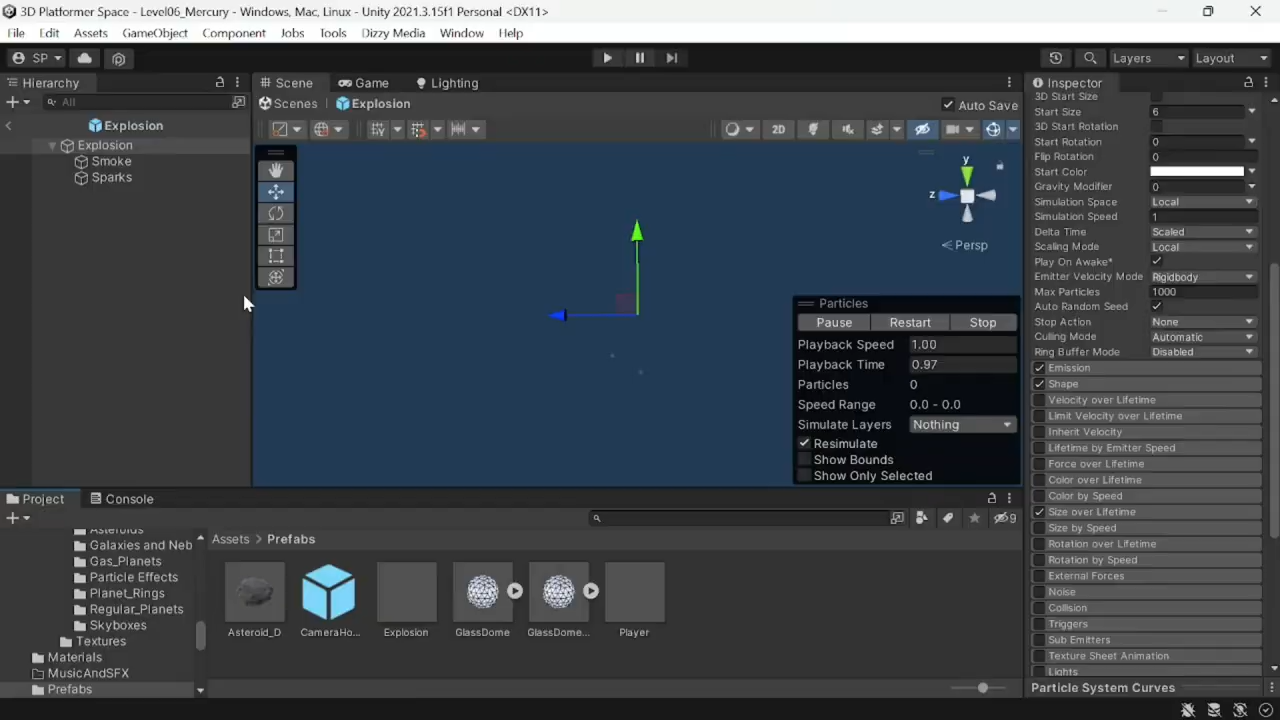 3D Platformer Space - Level06_Mercury - Windows, Mac, Linux - Unity 2021.3.15f1 Personal <DX11>
File Edit Assets GameObject Component Jobs Tools Dizzy Media Window Help
SP Layers Layout
Hierarchy
All
Explosion
Explosion
Smoke
Sparks
Scene Game Lighting
Scenes Explosion Auto Save
2D
y
z
Persp
Particles
Pause Restart Stop
Playback Speed 1.00
Playback Time 0.97
Particles 0
Speed Range 0.0 - 0.0
Simulate Layers Nothing
Resimulate
Show Bounds
Show Only Selected
Inspector
3D Start Size
Start Size 6
3D Start Rotation
Start Rotation 0
Flip Rotation 0
Start Color
Gravity Modifier 0
Simulation Space Local
Simulation Speed 1
Delta Time Scaled
Scaling Mode Local
Play On Awake*
Emitter Velocity Mode Rigidbody
Max Particles 1000
Auto Random Seed
Stop Action None
Culling Mode Automatic
Ring Buffer Mode Disabled
Emission
Shape
Velocity over Lifetime
Limit Velocity over Lifetime
Inherit Velocity
Lifetime by Emitter Speed
Force over Lifetime
Color over Lifetime
Color by Speed
Size over Lifetime
Size by Speed
Rotation over Lifetime
Rotation by Speed
External Forces
Noise
Collision
Triggers
Sub Emitters
Texture Sheet Animation
Lights
Particle System Curves
Project Console
9
Asteroids
Galaxies and Neb
Gas_Planets
Particle Effects
Planet_Rings
Regular_Planets
Skyboxes
Textures
Materials
MusicAndSFX
Prefabs
Assets > Prefabs
Asteroid_D CameraHo... Explosion GlassDome GlassDome... Player